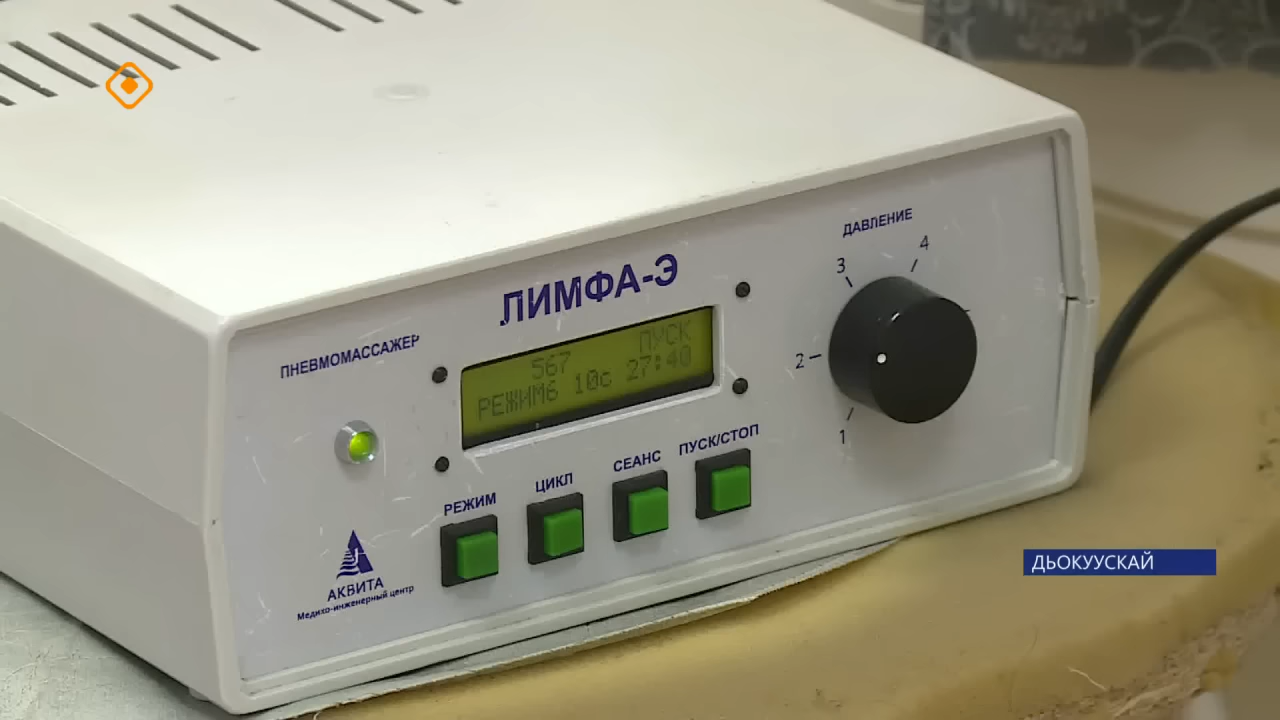 ДАВЛЕНИЕ
1 2 3 4
ЛИМФА-Э
ПНЕВМОМАССАЖЕР
567 ПУСК
РЕЖИМ6 10с 27:40
РЕЖИМ
ЦИКЛ
СЕАНС
ПУСК/СТОП
АКВИТА
Медико-инженерный центр
ДЬОКУУСКАЙ